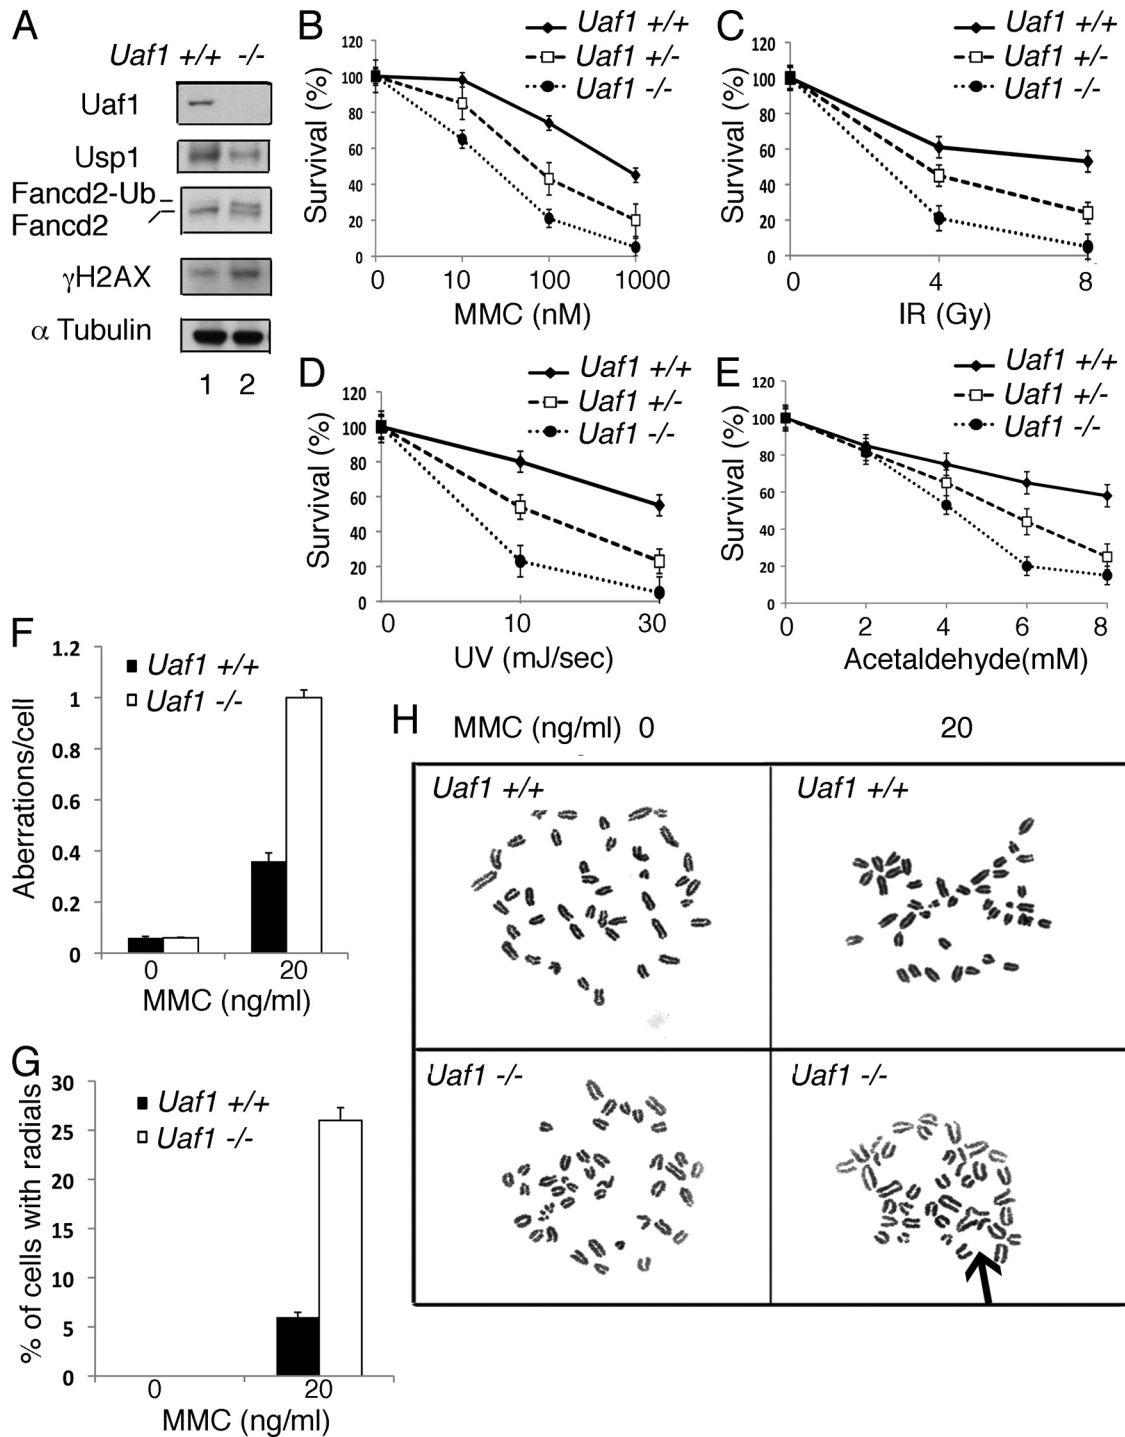 A
Uaf1 +/+ -/-
Uaf1
Usp1
Fancd2-Ub
Fancd2
γH2AX
α Tubulin
1 2
B
Uaf1 +/+
Uaf1 +/-
Uaf1 -/-
Survival (%)
120
100
80
60
40
20
0
0 10 100 1000
MMC (nM)
C
Uaf1 +/+
Uaf1 +/-
Uaf1 -/-
Survival (%)
120
100
80
60
40
20
0
0 4 8
IR (Gy)
D
Uaf1 +/+
Uaf1 +/-
Uaf1 -/-
Survival (%)
120
100
80
60
40
20
0
0 10 30
UV (mJ/sec)
E
Uaf1 +/+
Uaf1 +/-
Uaf1 -/-
Survival (%)
120
100
80
60
40
20
0
0 2 4 6 8
Acetaldehyde(mM)
F
Uaf1 +/+
Uaf1 -/-
Aberrations/cell
1.2
1
0.8
0.6
0.4
0.2
0
0 20
MMC (ng/ml)
G
Uaf1 +/+
Uaf1 -/-
% of cells with radials
30
25
20
15
10
5
0
0 20
MMC (ng/ml)
H
MMC (ng/ml) 0 20
Uaf1 +/+ Uaf1 +/+
Uaf1 -/- Uaf1 -/-